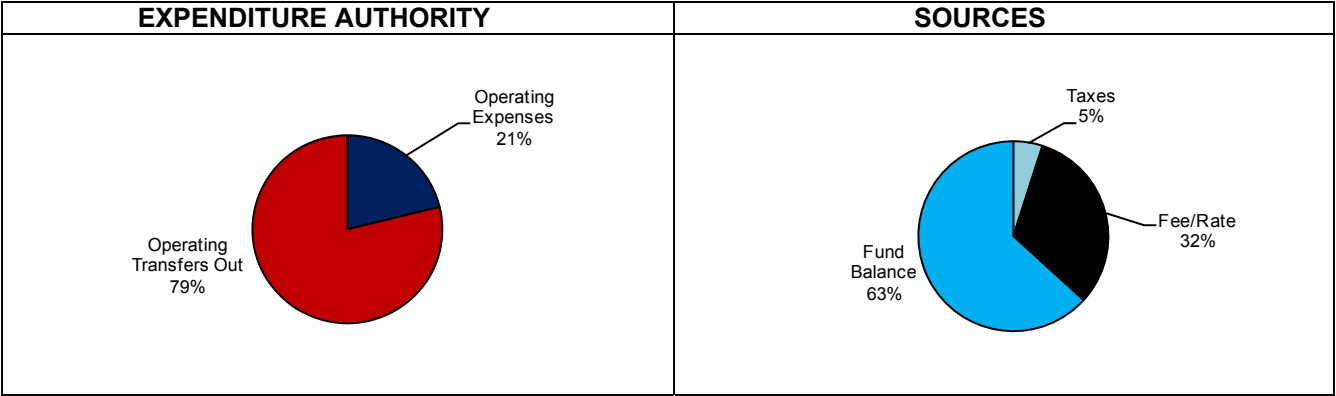 EXPENDITURE AUTHORITY
Operating
Expenses
21%
Operating
Transfers Out
79%
SOURCES
Taxes
5%
Fee/Rate
32%
Fund
Balance
63%